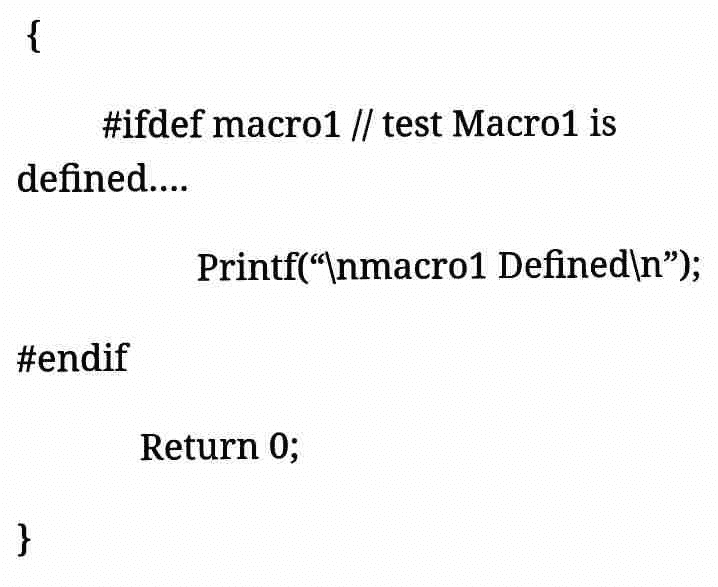 {
#ifdef macro1 // test Macro1 is
defined....
Printf(“\nmacro1 Defined\n”);
#endif
Return 0;
}